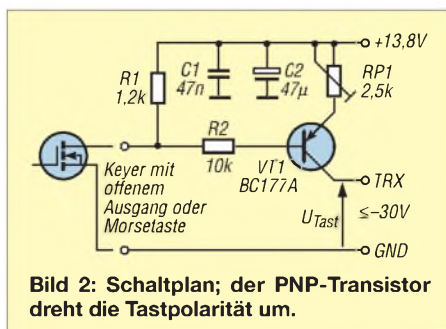 +13,8V
R1
1,2k
C1
47n
C2
47µ
RP1
2,5k
R2
10k
VT1
BC177A
Keyer mit
offenem
Ausgang oder
Morsetaste
TRX
UTast
≤–30V
GND
Bild 2: Schaltplan; der PNP-Transistor
dreht die Tastpolarität um.